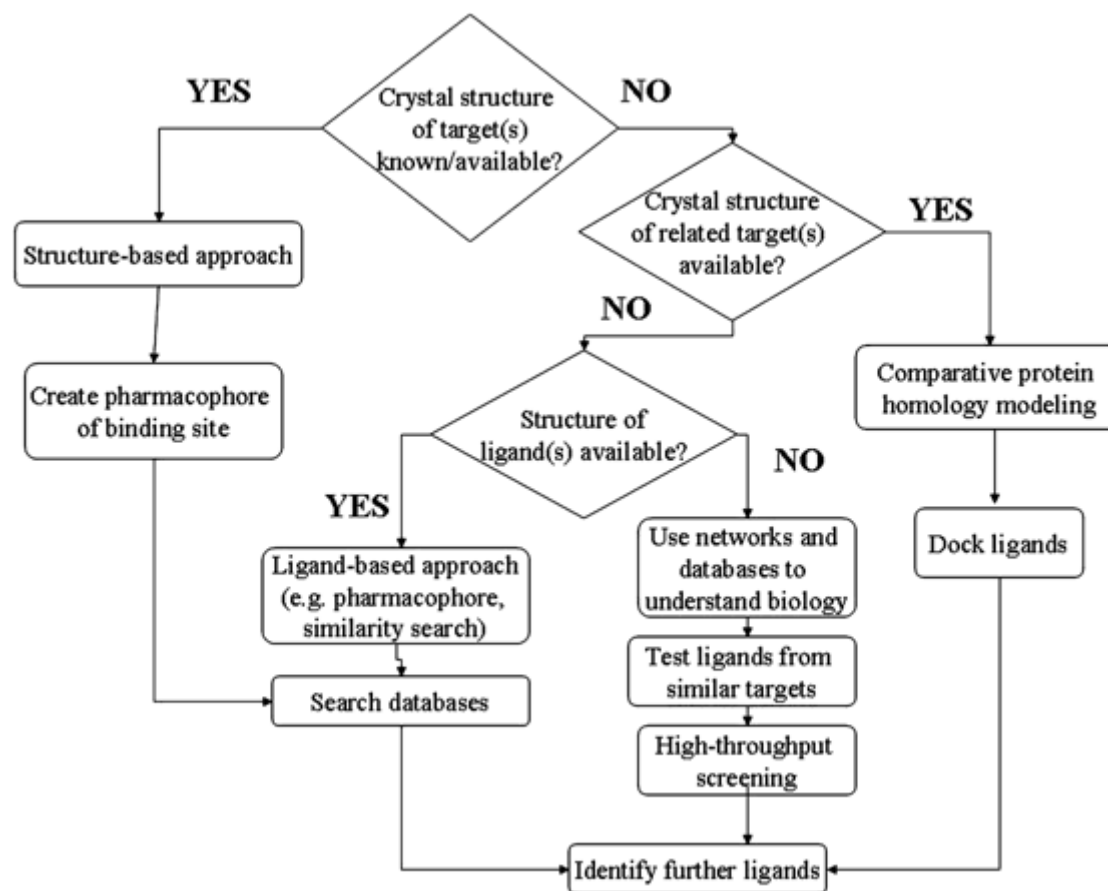 YES
NO
Crystal structure
of target(s)
known/available?
Crystal structure
of related target(s)
available?
YES
Structure-based approach
NO
Create pharmacophore
of binding site
Structure of
ligand(s) available?
Comparative protein
homology modeling
YES
NO
Ligand-based approach
(e.g. pharmacophore,
similarity search)
Use networks and
databases to
understand biology
Dock ligands
Test ligands from
similar targets
Search databases
High-throughput
screening
Identify further ligands